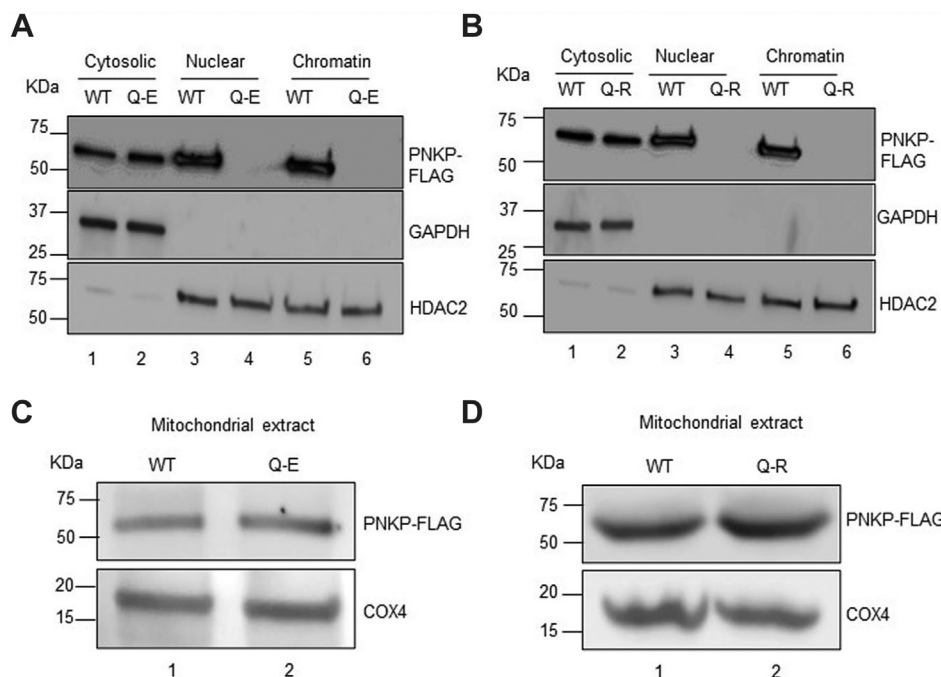 A
Cytosolic Nuclear Chromatin
KDa
WT Q-E WT Q-E WT Q-E
75
50
PNKP-
FLAG
37
25
GAPDH
75
50
HDAC2
1 2 3 4 5 6
B
Cytosolic Nuclear Chromatin
KDa
WT Q-R WT Q-R WT Q-R
75
50
PNKP-
FLAG
37
25
GAPDH
75
50
HDAC2
1 2 3 4 5 6
C
Mitochondrial extract
KDa
WT Q-E
75
50
PNKP-FLAG
20
15
COX4
1 2
D
Mitochondrial extract
KDa
WT Q-R
75
50
PNKP-FLAG
20
15
COX4
1 2